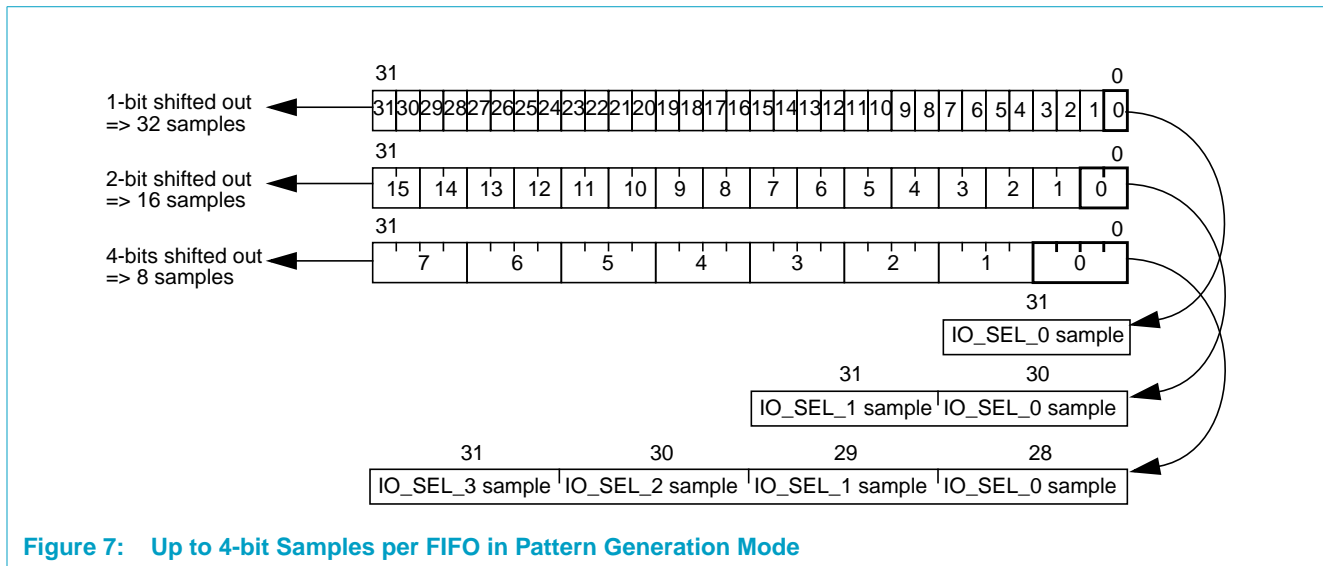 31 0
1-bit shifted out
=> 32 samples
31 30 29 28 27 26 25 24 23 22 21 20 19 18 17 16 15 14 13 12 11 10 9 8 7 6 5 4 3 2 1 0
31 0
2-bit shifted out
=> 16 samples
15 14 13 12 11 10 9 8 7 6 5 4 3 2 1 0
31 0
4-bits shifted out
=> 8 samples
7 6 5 4 3 2 1 0
31
IO_SEL_0 sample
31 30
IO_SEL_1 sample IO_SEL_0 sample
31 30 29 28
IO_SEL_3 sample IO_SEL_2 sample IO_SEL_1 sample IO_SEL_0 sample
Figure 7: Up to 4-bit Samples per FIFO in Pattern Generation Mode